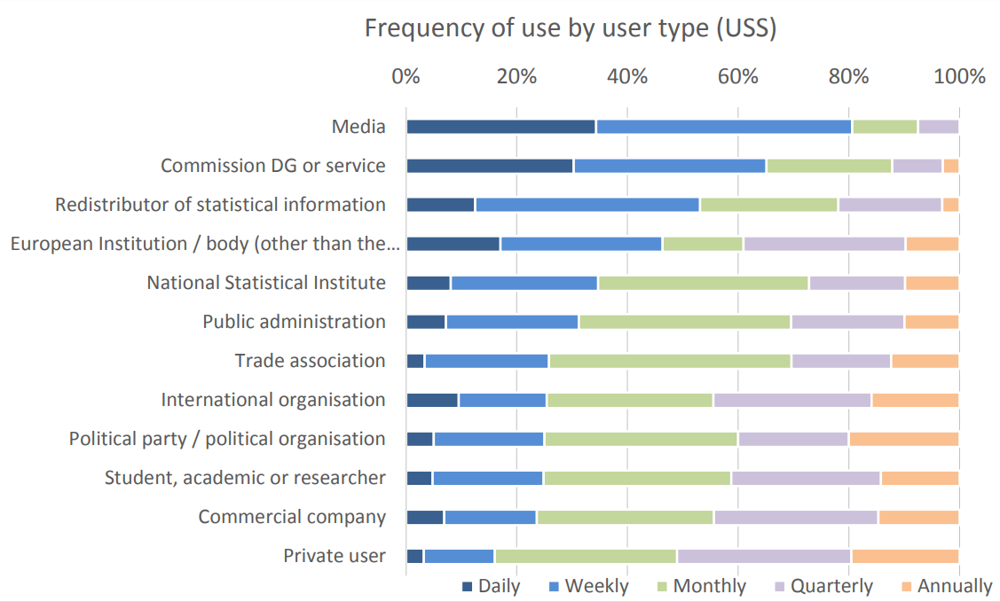 Frequency of use by user type (USS)
0% 20% 40% 60% 80% 100%
Media
Commission DG or service
Redistributor of statistical information
European Institution / body (other than the...
National Statistical Institute
Public administration
Trade association
International organisation
Political party / political organisation
Student, academic or researcher
Commercial company
Private user
Daily Weekly Monthly Quarterly Annually